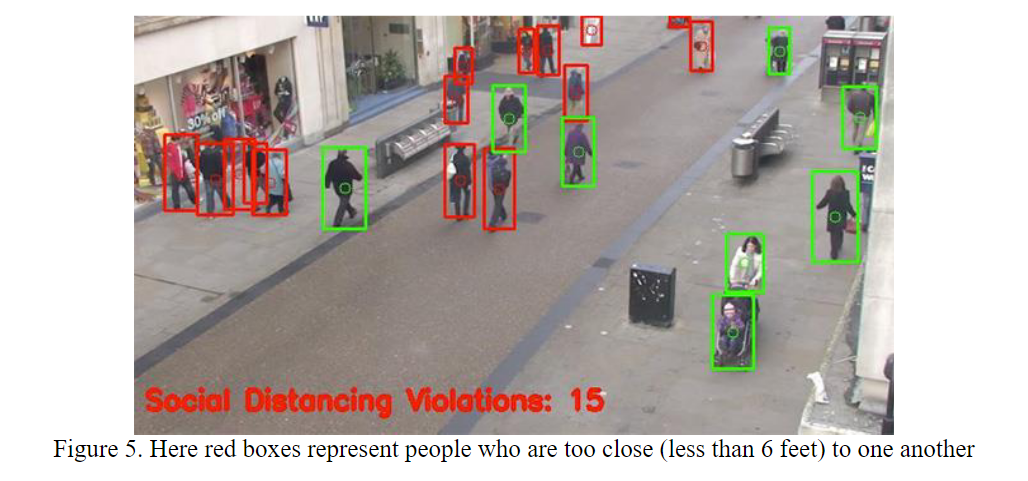 30% off
Social Distancing Violations: 15
Figure 5. Here red boxes represent people who are too close (less than 6 feet) to one another